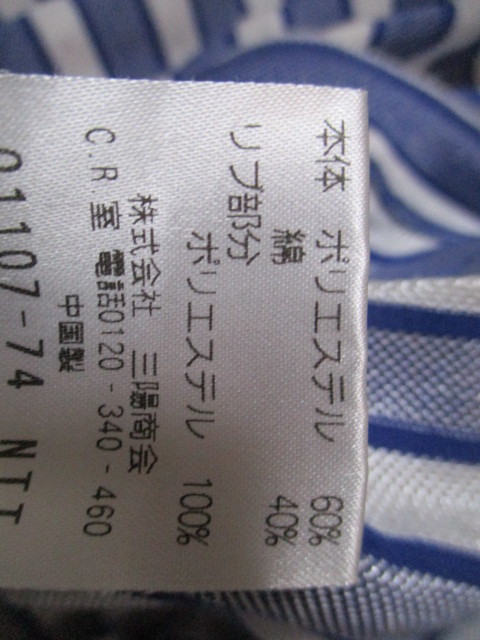 本体 ポリエステル 60%
綿 40%
リブ部分
ポリエステル 100%
株式会社 三陽商会
C.R室 電話0120-340-460
中国製
01107-74 NTT